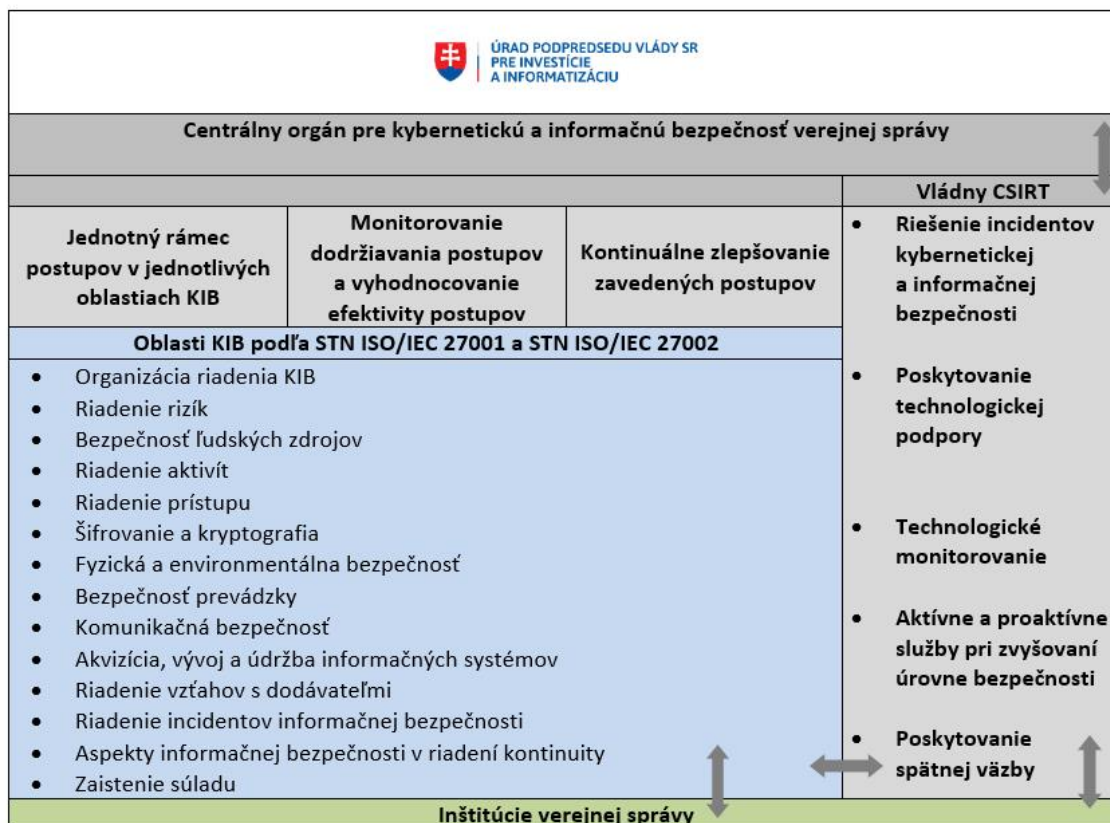 ÚRAD PODPREDSEDU VLÁDY SR
PRE INVESTÍCIE
A INFORMATIZÁCIU
Centrálny orgán pre kybernetickú a informačnú bezpečnosť verejnej správy
Vládny CSIRT
Jednotný rámec
postupov v jednotlivých
oblastiach KIB
Monitorovanie
dodržiavania postupov
a vyhodnocovanie
efektivity postupov
Kontinuálne zlepšovanie
zavedených postupov
Oblasti KIB podľa STN ISO/IEC 27001 a STN ISO/IEC 27002
• Organizácia riadenia KIB
• Riadenie rizík
• Bezpečnosť ľudských zdrojov
• Riadenie aktivít
• Riadenie prístupu
• Šifrovanie a kryptografia
• Fyzická a environmentálna bezpečnosť
• Bezpečnosť prevádzky
• Komunikačná bezpečnosť
• Akvizícia, vývoj a údržba informačných systémov
• Riadenie vzťahov s dodávateľmi
• Riadenie incidentov informačnej bezpečnosti
• Aspekty informačnej bezpečnosti v riadení kontinuity
• Zaistenie súladu
• Riešenie incidentov
kybernetickej
a informačnej
bezpečnosti
• Poskytovanie
technologickej
podpory
• Technologické
monitorovanie
• Aktívne a proaktívne
služby pri zvyšovaní
úrovne bezpečnosti
• Poskytovanie
spätnej väzby
Inštitúcie verejnej správy